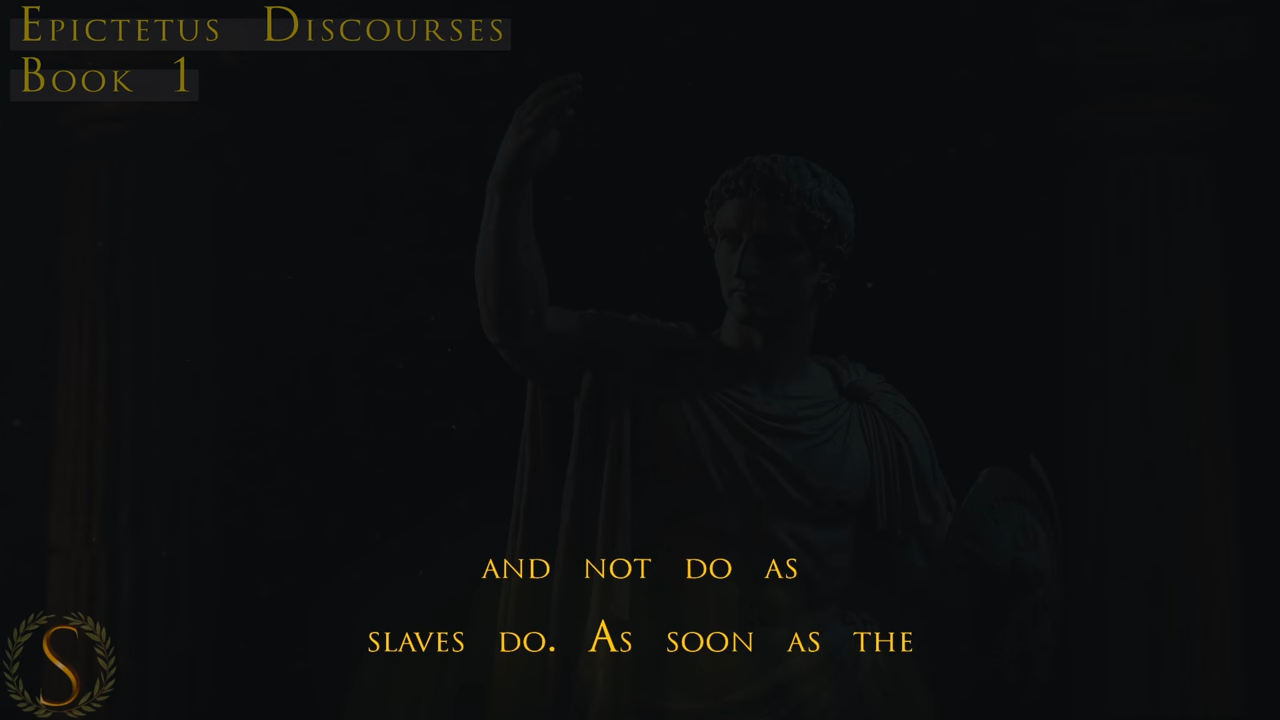 Epictetus Discourses
Book 1
and not do as
slaves do. As soon as the
S